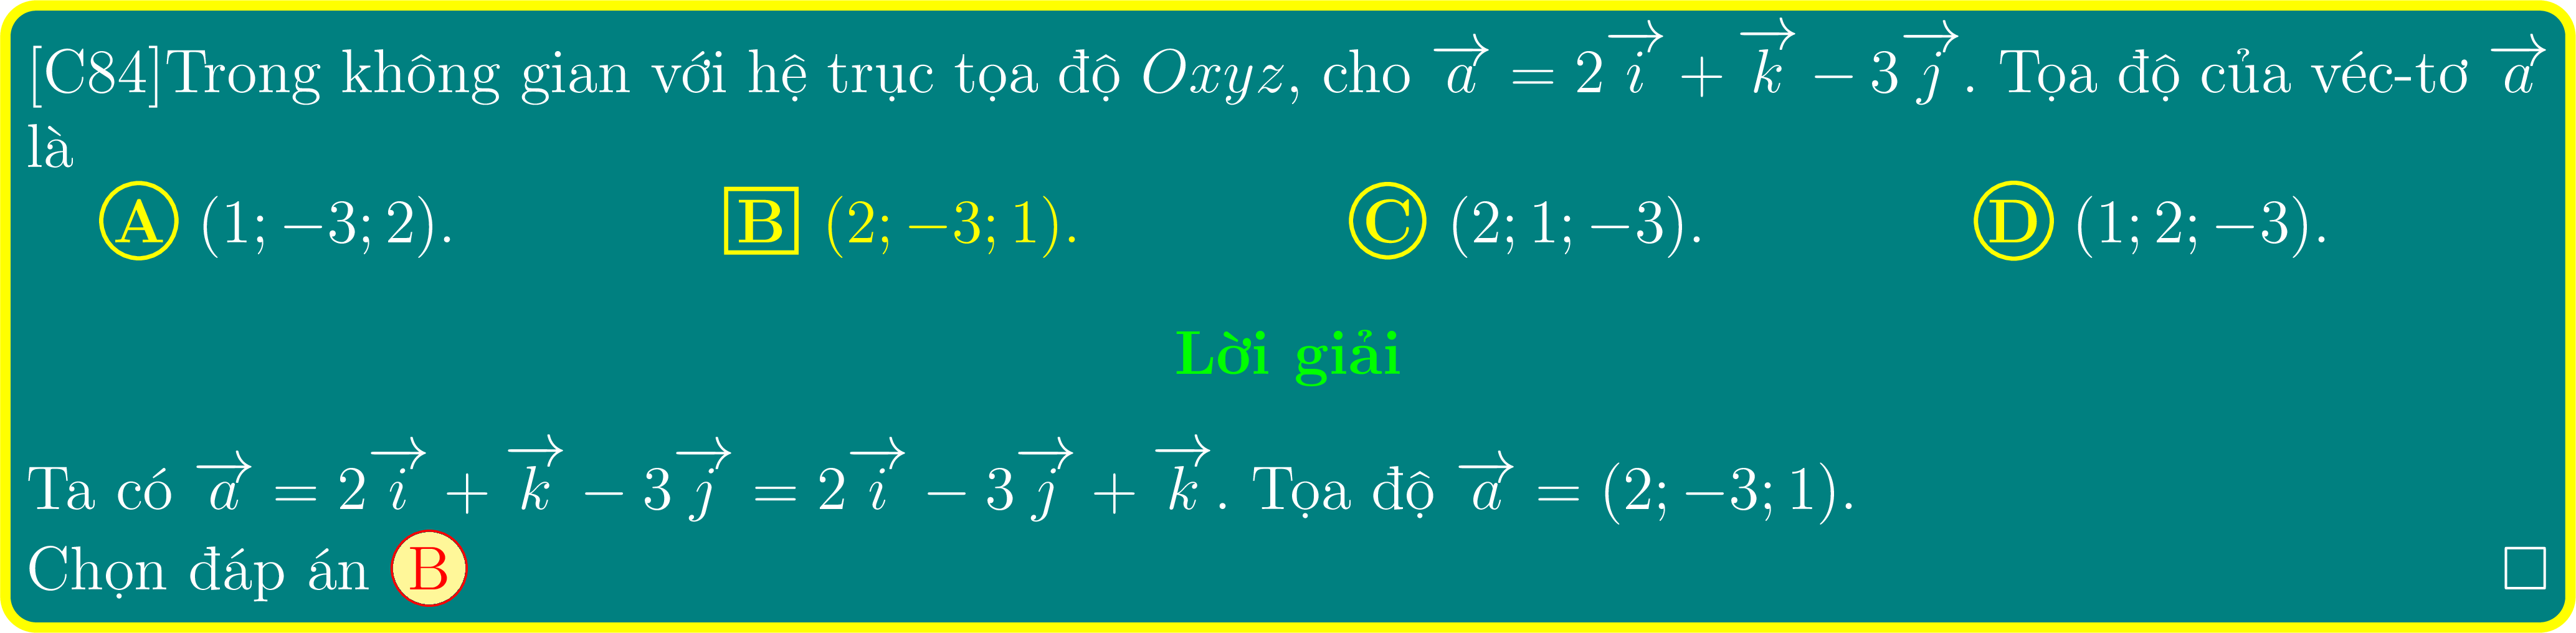 [C84]Trong không gian với hệ trục tọa độ $Oxyz$, cho $\overrightarrow{a} = 2\overrightarrow{i} + \overrightarrow{k} - 3\overrightarrow{j}$. Tọa độ của véc-tơ $\overrightarrow{a}$
là
A $(1; -3; 2)$. B $(2; -3; 1)$. C $(2; 1; -3)$. D $(1; 2; -3)$.
Lời giải
Ta có $\overrightarrow{a} = 2\overrightarrow{i} + \overrightarrow{k} - 3\overrightarrow{j} = 2\overrightarrow{i} - 3\overrightarrow{j} + \overrightarrow{k}$. Tọa độ $\overrightarrow{a} = (2; -3; 1)$.
Chọn đáp án B □